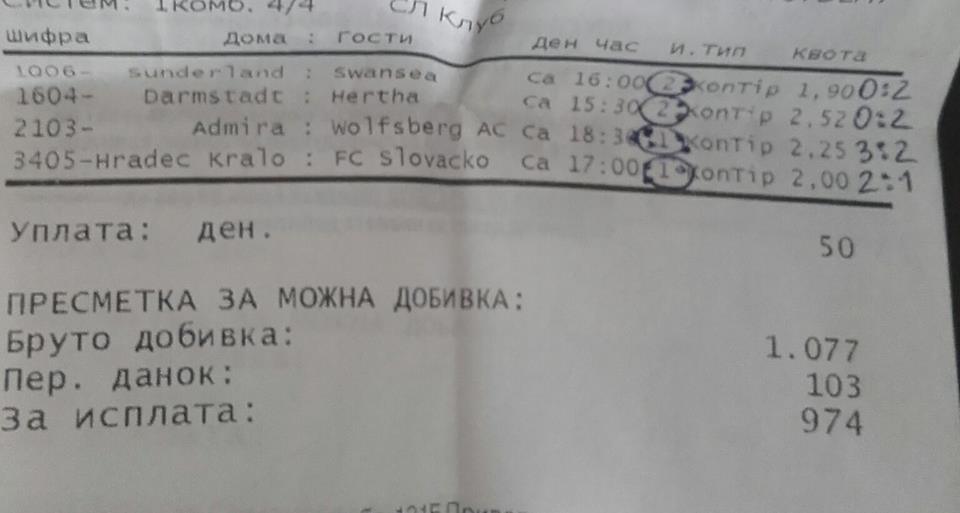 Систем: 1комб. 4/4
СЛ Клуб
шифра дома : гости ден час и.тип квота
1006- Sunderland : Swansea Са 16:00 2 КонТip 1,90 0:2
1604- Darmstadt : Hertha Са 15:30 2 КонТip 2,52 0:2
2103- Admira : Wolfsberg AC Са 18:30 1 КонТip 2,25 3:2
3405-Hradec Kralo : FC Slovacko Са 17:00 1 КонТip 2,00 2:1
Уплата: ден. 50
ПРЕСМЕТКА ЗА МОЖНА ДОБИВКА:
Бруто добивка: 1.077
Пер. данок: 103
За исплата: 974